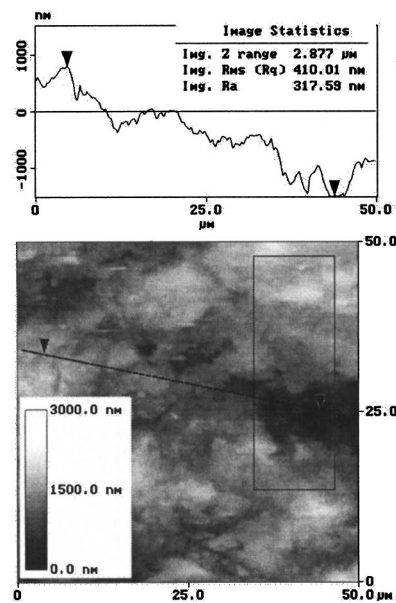 nm
Image Statistics
Img. Z range 2.877 µm
Img. Rms (Rq) 410.01 nm
Img. Ra 317.59 nm
1000
0
-1000
0 25.0 50.0
µm
50.0
25.0
3000.0 nm
1500.0 nm
0.0 nm
0
0 25.0 50.0 µm